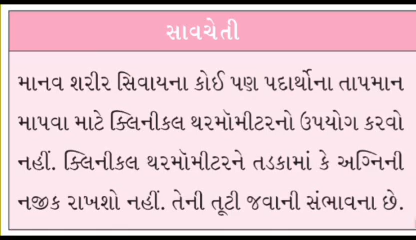 સાવચેતી
માનવ શરીર સિવાયના કોઈ પણ પદાર્થોના તાપમાન
માપવા માટે ક્લિનીકલ થરમૉમીટરનો ઉપયોગ કરવો
નહીં. ક્લિનીકલ થરમૉમીટરને તડકામાં કે અગ્નિની
નજીક રાખશો નહીં. તેની તૂટી જવાની સંભાવના છે.